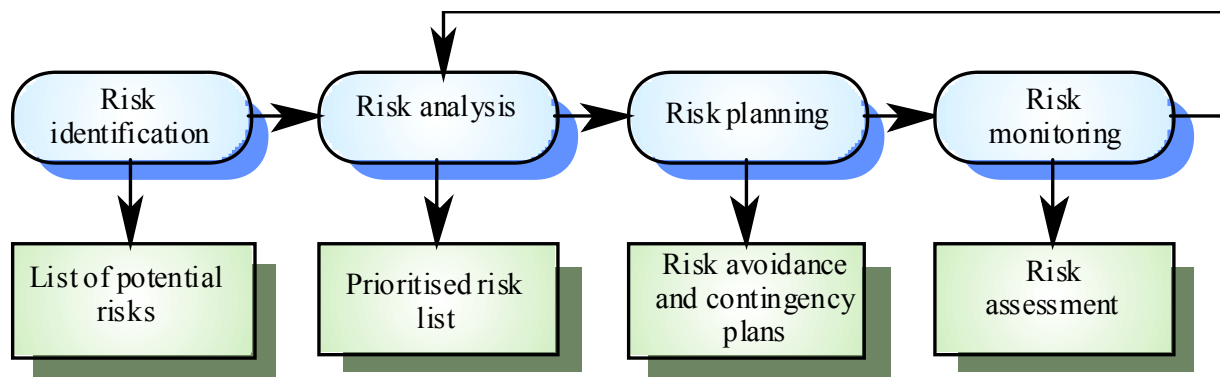 Risk
identification
Risk analysis
Risk planning
Risk
monitoring
List of potential
risks
Prioritised risk
list
Risk avoidance
and contingency
plans
Risk
assessment